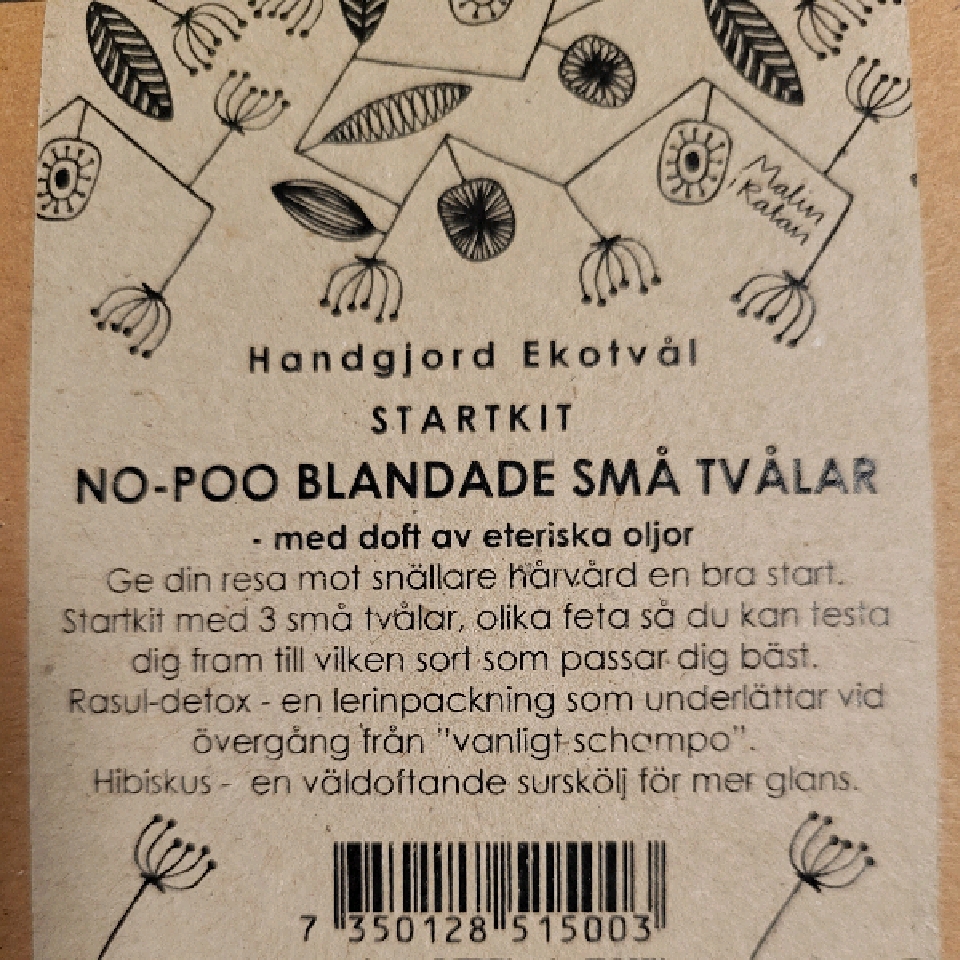 Malin
i Ratan
Handgjord Ekotvål
STARTKIT
NO-POO BLANDADE SMÅ TVÅLAR
- med doft av eteriska oljor
Ge din resa mot snällare hårvård en bra start.
Startkit med 3 små tvålar, olika feta så du kan testa
dig fram till vilken sort som passar dig bäst.
Rasul-detox - en lerinpackning som underlättar vid
övergång från "vanligt schampo".
Hibiskus - en väldoftande surskölj för mer glans.
7 350128 515003